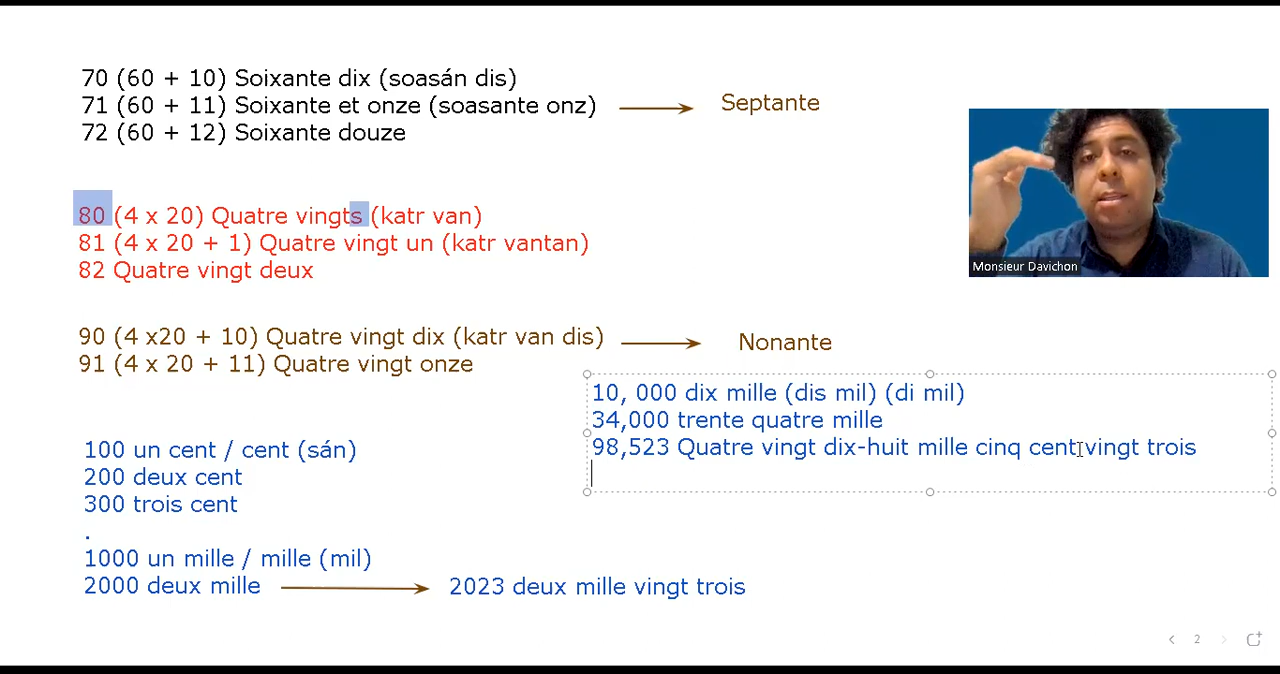 70 (60 + 10) Soixante dix (soasán dis)
71 (60 + 11) Soixante et onze (soasante onz)
Septante
72 (60 + 12) Soixante douze
80 (4 x 20) Quatre vingts (katr van)
81 (4 x 20 + 1) Quatre vingt un (katr vantan)
82 Quatre vingt deux
Monsieur Davichon
90 (4 x20 + 10) Quatre vingt dix (katr van dis)
Nonante
91 (4 x 20 + 11) Quatre vingt onze
10, 000 dix mille (dis mil) (di mil)
34,000 trente quatre mille
98,523 Quatre vingt dix-huit mille cinq cent vingt trois
100 un cent / cent (sán)
200 deux cent
300 trois cent
.
1000 un mille / mille (mil)
2000 deux mille
2023 deux mille vingt trois
2